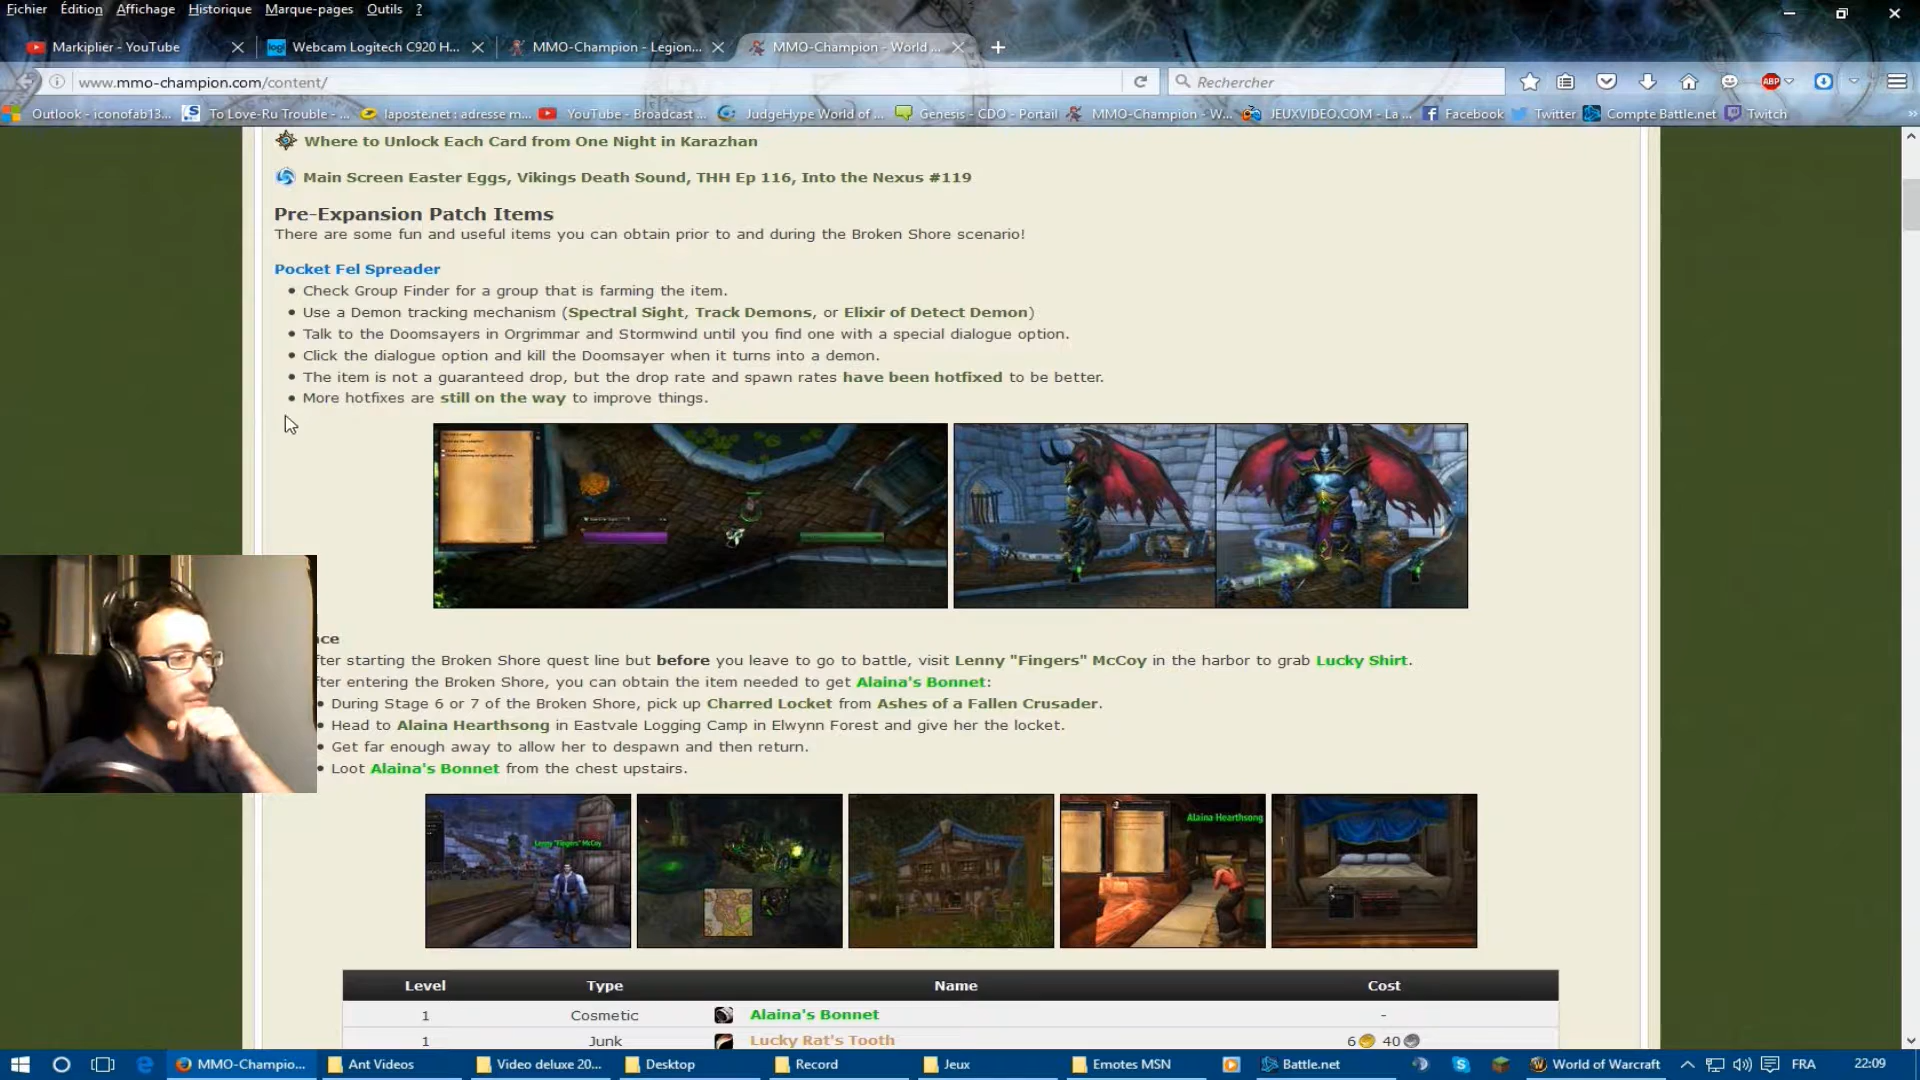 Fichier Édition Affichage Historique Marque-pages Outils ?
Markiplier - YouTube
Webcam Logitech C920 H...
MMO-Champion - Legion...
MMO-Champion - World ...
www.mmo-champion.com/content/
Rechercher
Outlook - iconofab13... To Love-Ru Trouble - ... laposte.net : adresse m... YouTube - Broadcast ... JudgeHype World of ... Genesis - CDO - Portail MMO-Champion - W... JEUXVIDEO.COM - La ... Facebook Twitter Compte Battle.net Twitch
Where to Unlock Each Card from One Night in Karazhan
Main Screen Easter Eggs, Vikings Death Sound, THH Ep 116, Into the Nexus #119
Pre-Expansion Patch Items
There are some fun and useful items you can obtain prior to and during the Broken Shore scenario!
Pocket Fel Spreader
Check Group Finder for a group that is farming the item.
Use a Demon tracking mechanism (Spectral Sight, Track Demons, or Elixir of Detect Demon)
Talk to the Doomsayers in Orgrimmar and Stormwind until you find one with a special dialogue option.
Click the dialogue option and kill the Doomsayer when it turns into a demon.
The item is not a guaranteed drop, but the drop rate and spawn rates have been hotfixed to be better.
More hotfixes are still on the way to improve things.
ce
fter starting the Broken Shore quest line but before you leave to go to battle, visit Lenny "Fingers" McCoy in the harbor to grab Lucky Shirt.
fter entering the Broken Shore, you can obtain the item needed to get Alaina's Bonnet:
During Stage 6 or 7 of the Broken Shore, pick up Charred Locket from Ashes of a Fallen Crusader.
Head to Alaina Hearthsong in Eastvale Logging Camp in Elwynn Forest and give her the locket.
Get far enough away to allow her to despawn and then return.
Loot Alaina's Bonnet from the chest upstairs.
Lenny "Fingers" McCoy
Alaina Hearthsong
Level Type Name Cost
1 Cosmetic Alaina's Bonnet -
1 Junk Lucky Rat's Tooth 6 40
MMO-Champio... Ant Videos Video deluxe 20... Desktop Record Jeux Emotes MSN Battle.net World of Warcraft FRA 22:09